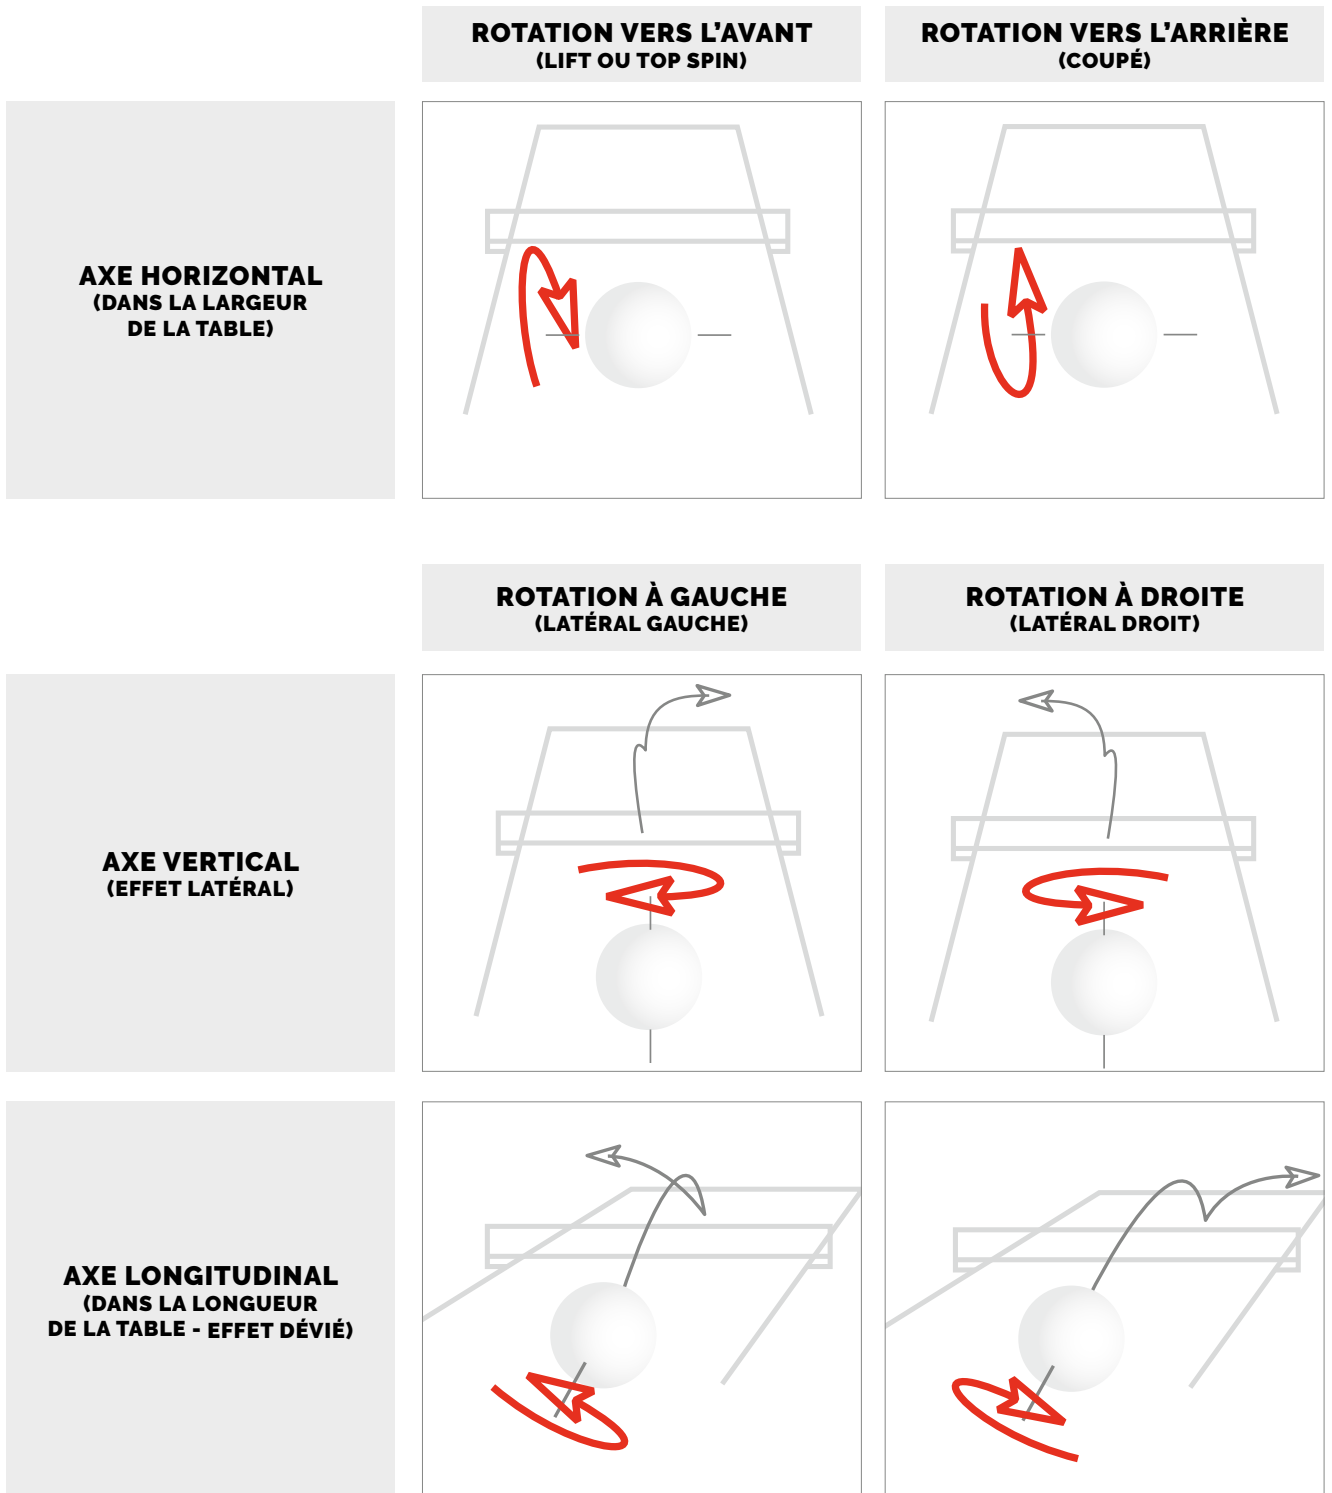 ROTATION VERS L'AVANT
(LIFT OU TOP SPIN)
ROTATION VERS L'ARRIÈRE
(COUPÉ)
AXE HORIZONTAL
(DANS LA LARGEUR
DE LA TABLE)
ROTATION À GAUCHE
(LATÉRAL GAUCHE)
ROTATION À DROITE
(LATÉRAL DROIT)
AXE VERTICAL
(EFFET LATÉRAL)
AXE LONGITUDINAL
(DANS LA LONGUEUR
DE LA TABLE - EFFET DÉVIÉ)